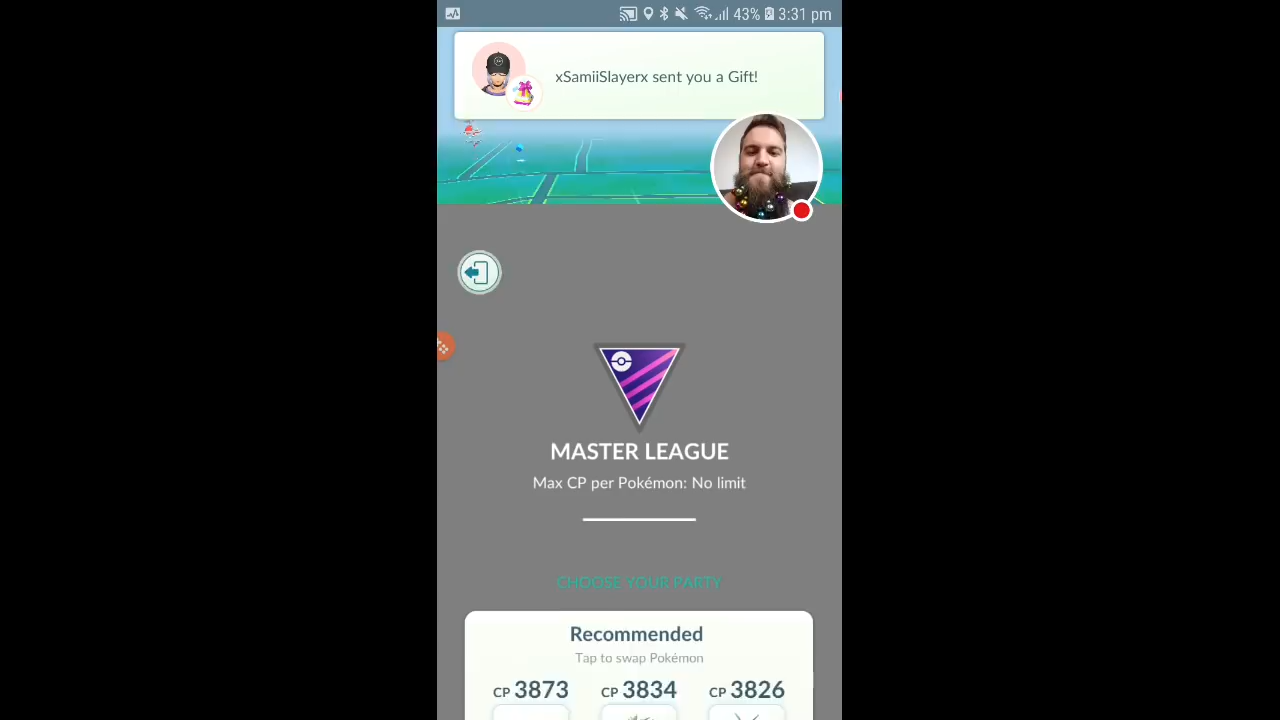 43% 3:31 pm
xSamiiSlayerx sent you a Gift!
MASTER LEAGUE
Max CP per Pokémon: No limit
CHOOSE YOUR PARTY
Recommended
Tap to swap Pokémon
CP 3873 CP 3834 CP 3826